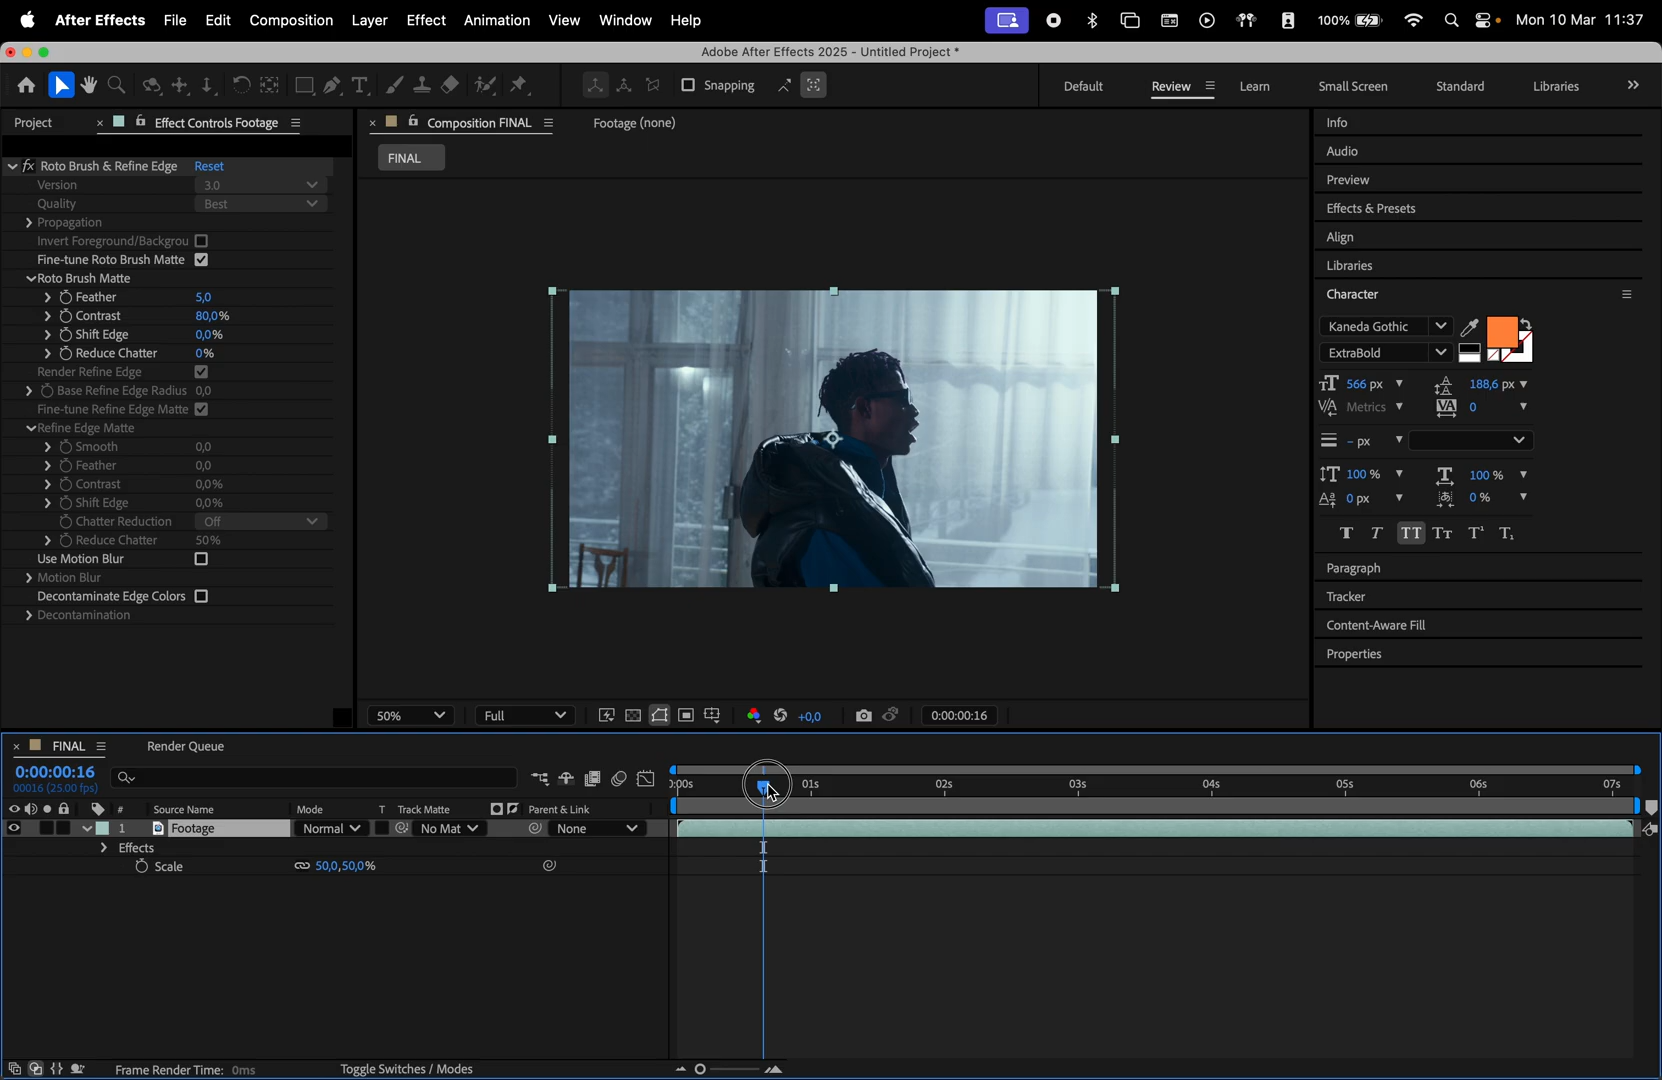 After Effects File Edit Composition Layer Effect Animation View Window Help 100% Mon 10 Mar 11:37
Adobe After Effects 2025 - Untitled Project *
Snapping Default Review Learn Small Screen Standard Libraries
Project Effect Controls Footage
Composition FINAL Footage (none)
FINAL
fx Roto Brush & Refine Edge Reset
Version 3.0
Quality Best
Propagation
Invert Foreground/Backgrou
Fine-tune Roto Brush Matte
Roto Brush Matte
Feather 5,0
Contrast 80,0%
Shift Edge 0,0%
Reduce Chatter 0%
Render Refine Edge
Base Refine Edge Radius 0,0
Fine-tune Refine Edge Matte
Refine Edge Matte
Smooth 0,0
Feather 0,0
Contrast 0,0%
Shift Edge 0,0%
Chatter Reduction Off
Reduce Chatter 50%
Use Motion Blur
Motion Blur
Decontaminate Edge Colors
Decontamination
50% Full +0,0 0:00:00:16
Info
Audio
Preview
Effects & Presets
Align
Libraries
Character
Kaneda Gothic
ExtraBold
566 px 188,6 px
Metrics 0
– px
100 % 100 %
0 px 0 %
T T TT TT T¹ T₁
Paragraph
Tracker
Content-Aware Fill
Properties
FINAL Render Queue
0:00:00:16
00016 (25.00 fps)
0:00s 01s 02s 03s 04s 05s 06s 07s
# Source Name Mode T Track Matte Parent & Link
1 Footage Normal No Mat None
Effects
Scale 50,0,50,0%
Frame Render Time: 0ms Toggle Switches / Modes